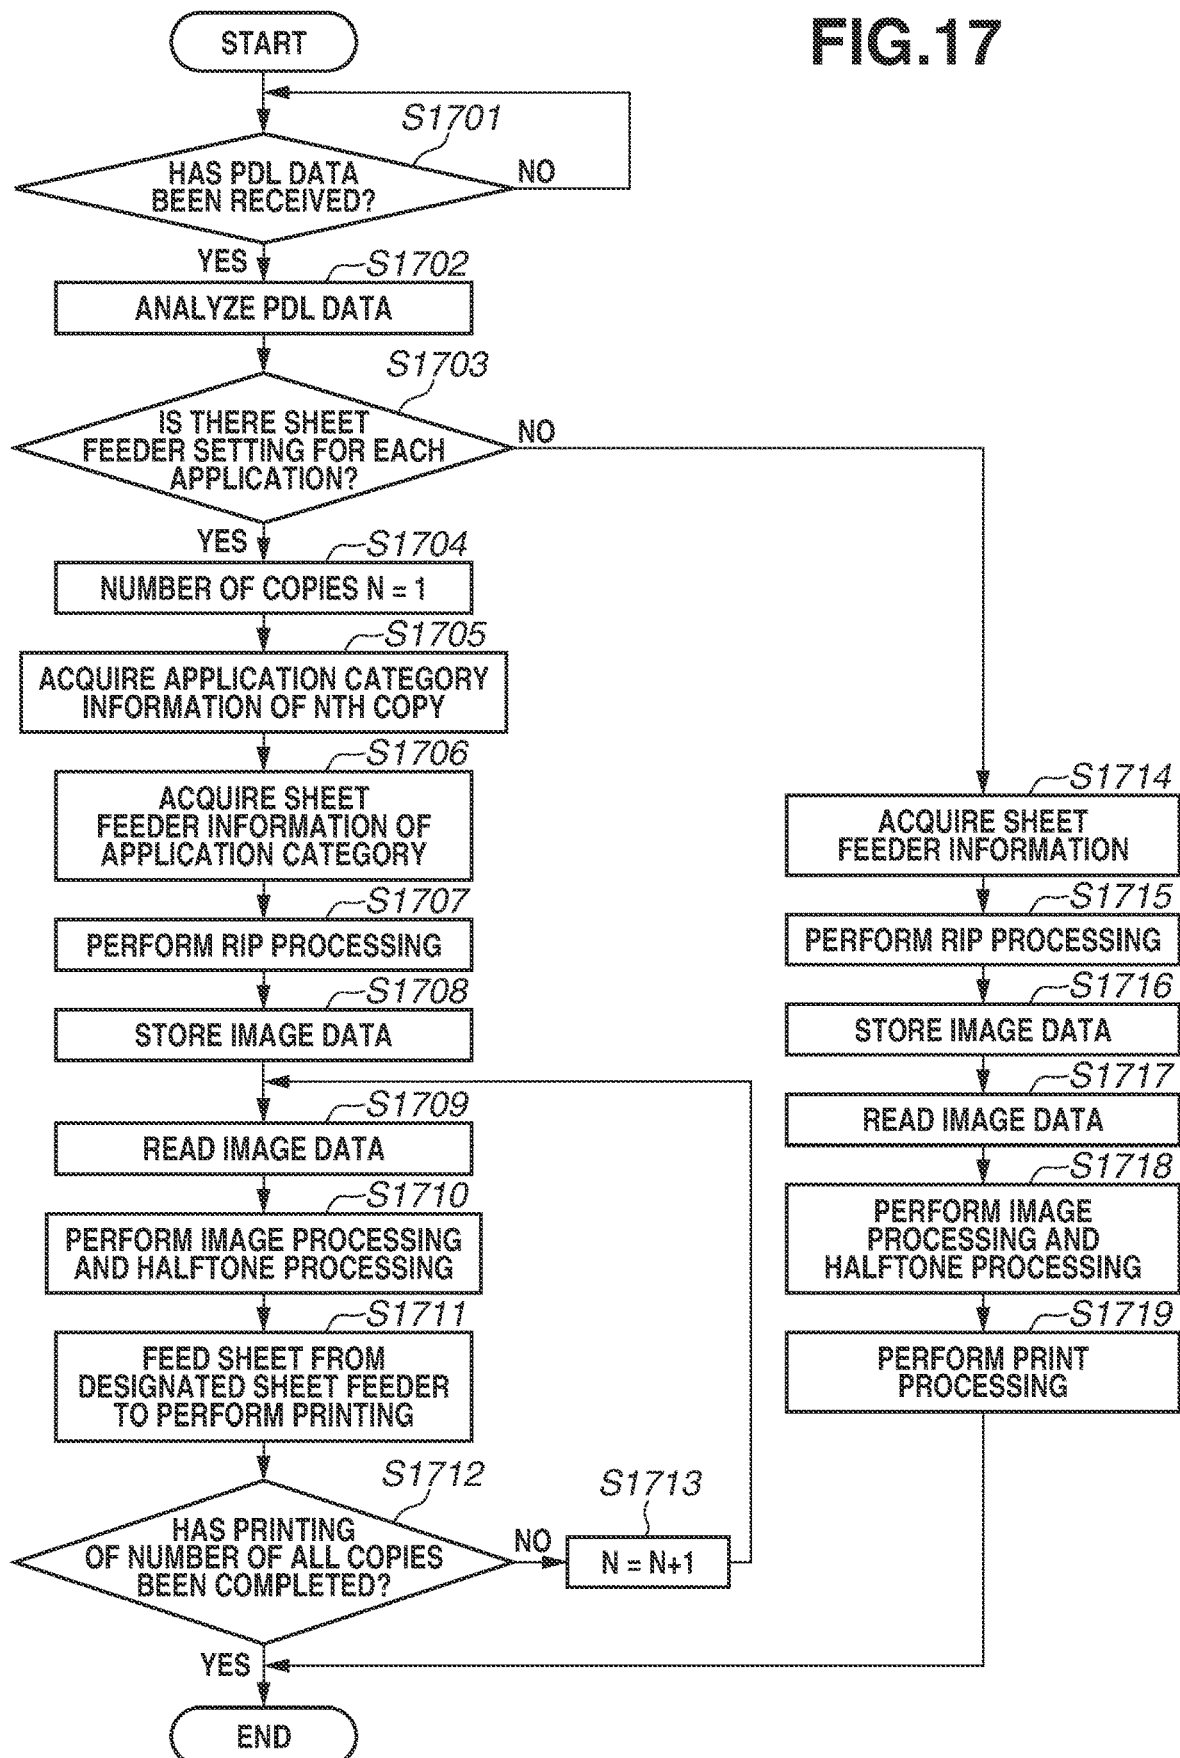 FIG.17
START
S1701
HAS PDL DATA
BEEN RECEIVED?
NO
YES
S1702
ANALYZE PDL DATA
S1703
IS THERE SHEET
FEEDER SETTING FOR EACH
APPLICATION?
NO
YES
S1704
NUMBER OF COPIES N = 1
S1705
ACQUIRE APPLICATION CATEGORY
INFORMATION OF NTH COPY
S1706
ACQUIRE SHEET
FEEDER INFORMATION OF
APPLICATION CATEGORY
S1707
PERFORM RIP PROCESSING
S1708
STORE IMAGE DATA
S1709
READ IMAGE DATA
S1710
PERFORM IMAGE PROCESSING
AND HALFTONE PROCESSING
S1711
FEED SHEET FROM
DESIGNATED SHEET FEEDER
TO PERFORM PRINTING
S1712
HAS PRINTING
OF NUMBER OF ALL COPIES
BEEN COMPLETED?
NO
S1713
N = N+1
YES
S1714
ACQUIRE SHEET
FEEDER INFORMATION
S1715
PERFORM RIP PROCESSING
S1716
STORE IMAGE DATA
S1717
READ IMAGE DATA
S1718
PERFORM IMAGE
PROCESSING AND
HALFTONE PROCESSING
S1719
PERFORM PRINT
PROCESSING
END